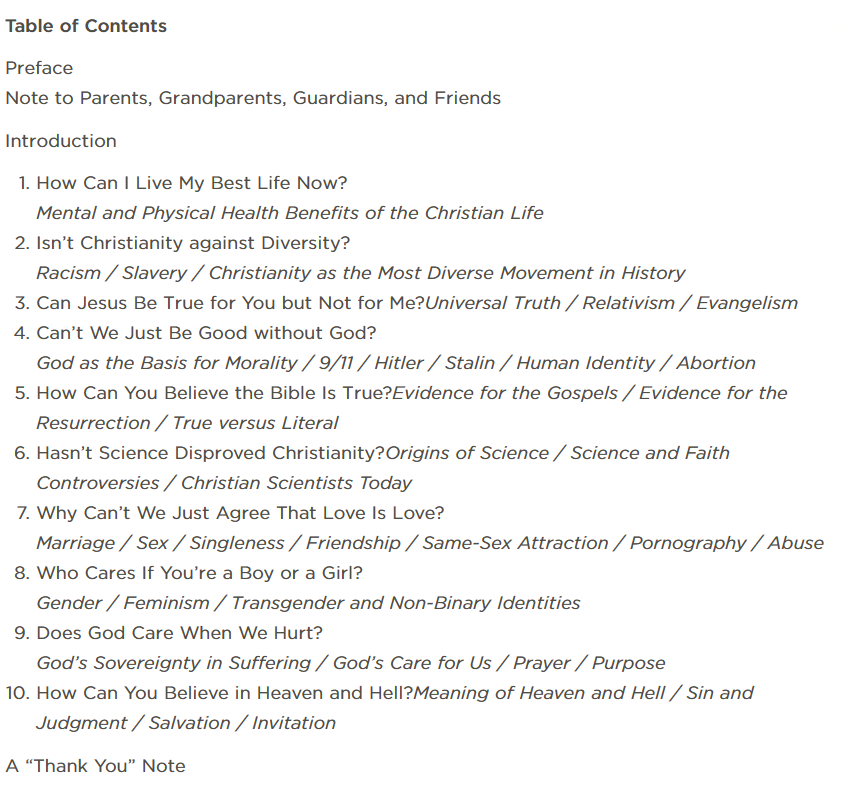 Table of Contents
Preface
Note to Parents, Grandparents, Guardians, and Friends
Introduction
1. How Can I Live My Best Life Now?
Mental and Physical Health Benefits of the Christian Life
2. Isn’t Christianity against Diversity?
Racism / Slavery / Christianity as the Most Diverse Movement in History
3. Can Jesus Be True for You but Not for Me?Universal Truth / Relativism / Evangelism
4. Can’t We Just Be Good without God?
God as the Basis for Morality / 9/11 / Hitler / Stalin / Human Identity / Abortion
5. How Can You Believe the Bible Is True?Evidence for the Gospels / Evidence for the
Resurrection / True versus Literal
6. Hasn’t Science Disproved Christianity?Origins of Science / Science and Faith
Controversies / Christian Scientists Today
7. Why Can’t We Just Agree That Love Is Love?
Marriage / Sex / Singleness / Friendship / Same-Sex Attraction / Pornography / Abuse
8. Who Cares If You’re a Boy or a Girl?
Gender / Feminism / Transgender and Non-Binary Identities
9. Does God Care When We Hurt?
God’s Sovereignty in Suffering / God’s Care for Us / Prayer / Purpose
10. How Can You Believe in Heaven and Hell?Meaning of Heaven and Hell / Sin and
Judgment / Salvation / Invitation
A “Thank You” Note